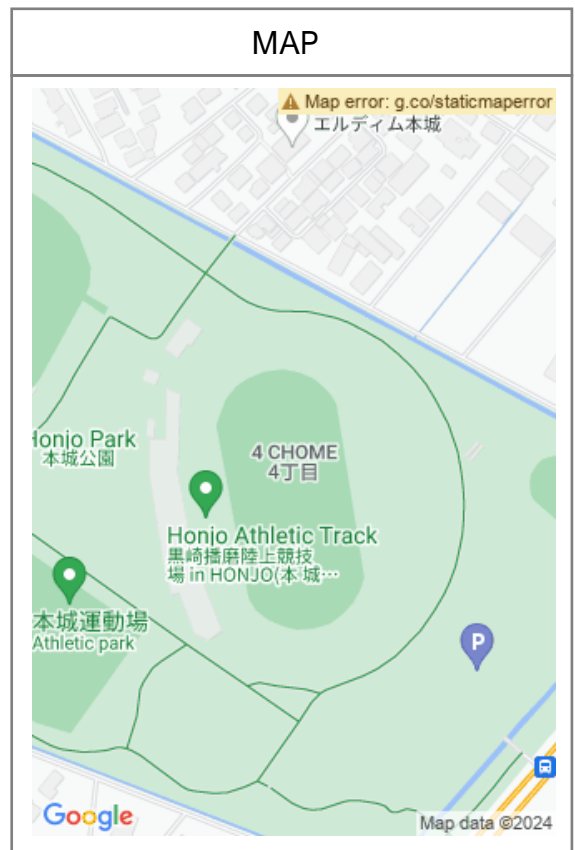 MAP
Map error: g.co/staticmaperror
エルディム本城
Honjo Park
本城公園
4 CHOME
4丁目
Honjo Athletic Track
黒崎播磨陸上競技
場 in HONJO(本城…
本城運動場
Athletic park
P
Google
Map data ©2024